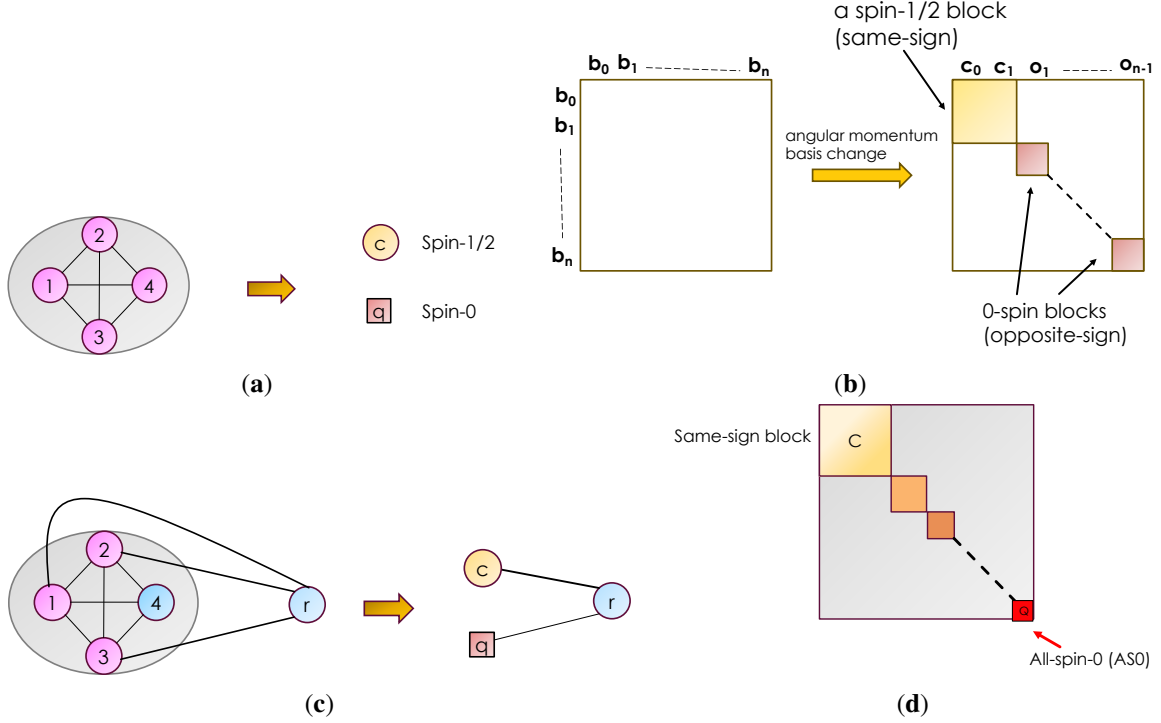 a spin-1/2 block
(same-sign)
b0 b1 bn
b0
b1
bn
c0 c1 o1 on-1
angular momentum
basis change
0-spin blocks
(opposite-sign)
2
1 4
3
c Spin-1/2
q Spin-0
(a)
(b)
Same-sign block
C
Q
All-spin-0 (AS0)
2
1 4 r
3
c
r
q
(c)
(d)